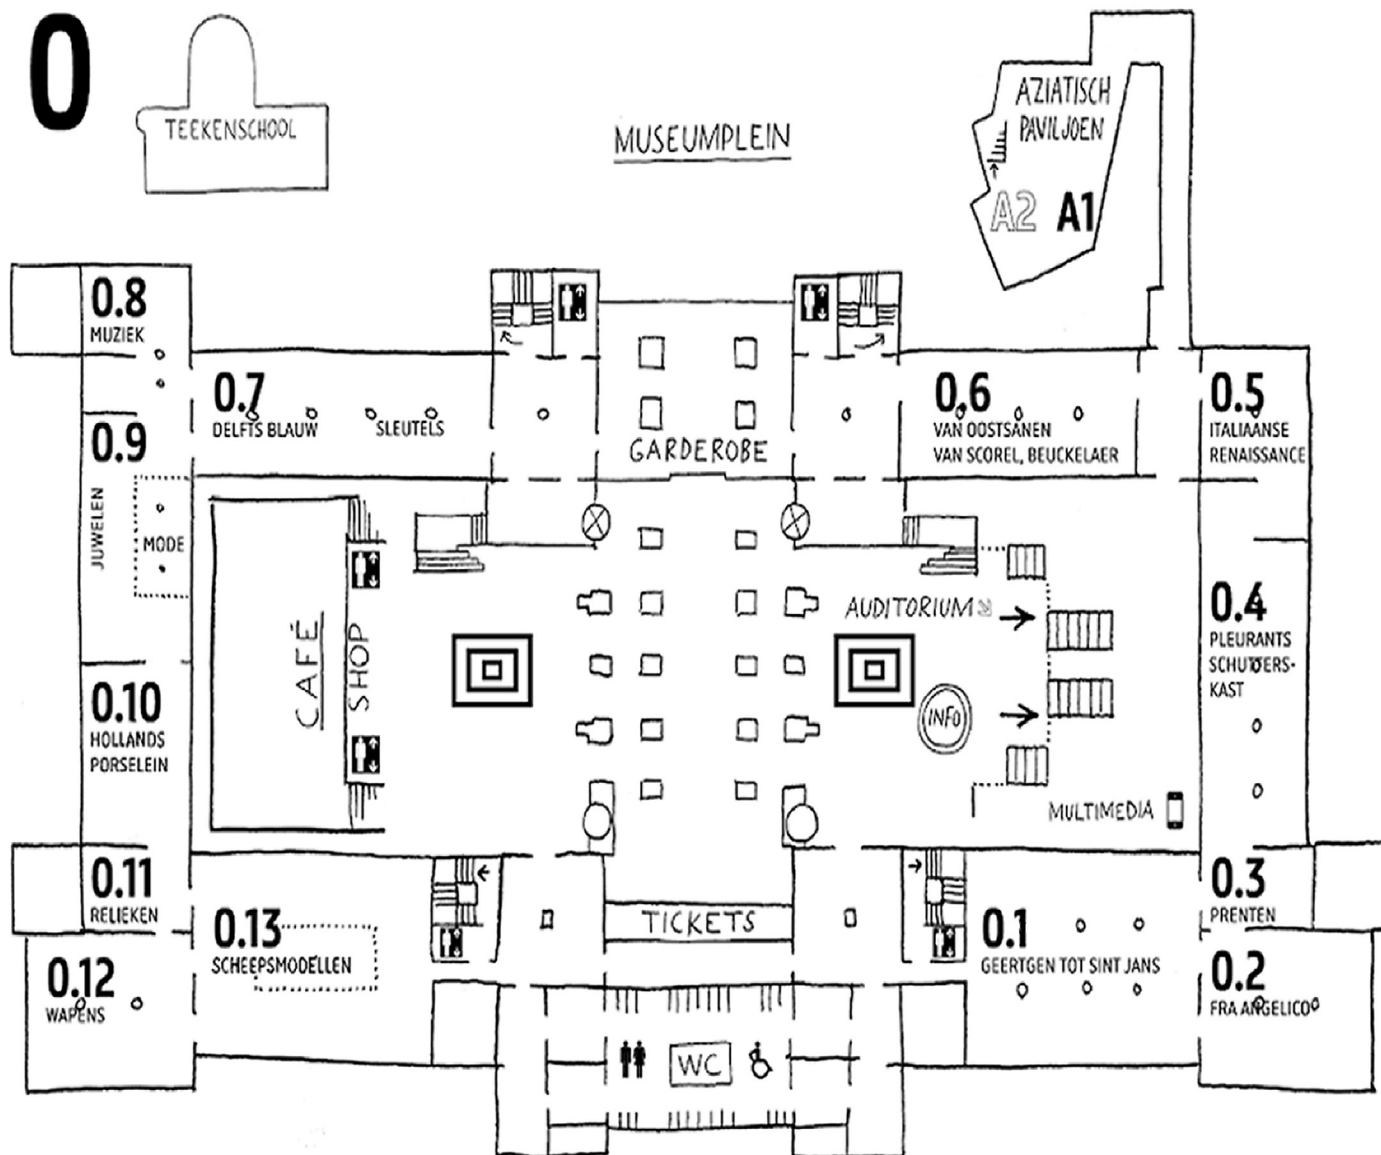 0
TEEKENSCHOOL
MUSEUMPLEIN
AZIATISCH
PAVILJOEN
A2 A1
0.8
MUZIEK
0.7
DELFTS BLAUW SLEUTELS
0.9
JUWELEN
MODE
GARDEROBE
0.6
VAN OOSTSANEN
VAN SCOREL, BEUCKELAER
0.5
ITALIAANSE
RENAISSANCE
CAFÉ
SHOP
AUDITORIUM
INFO
MULTIMEDIA
0.4
PLEURANTS
SCHUTTERS-
KAST
0.10
HOLLANDS
PORSELEIN
0.11
RELIEKEN
0.12
WAPENS
0.13
SCHEEPSMODELLEN
TICKETS
WC
0.1
GEERTGEN TOT SINT JANS
0.3
PRENTEN
0.2
FRA ANGELICO